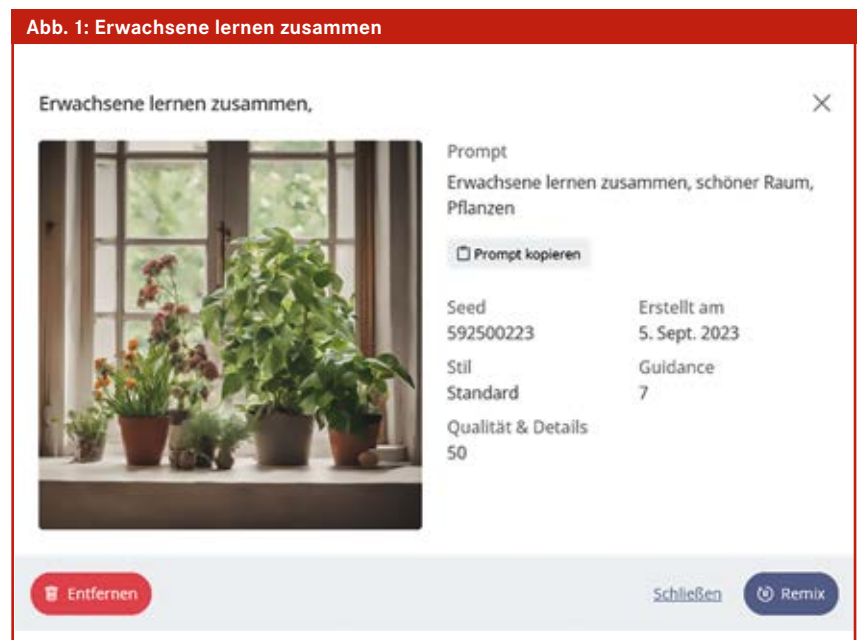 Abb. 1: Erwachsene lernen zusammen
Erwachsene lernen zusammen,
Prompt
Erwachsene lernen zusammen, schöner Raum,
Pflanzen
Prompt kopieren
Seed
592500223
Erstellt am
5. Sept. 2023
Stil
Standard
Guidance
7
Qualität & Details
50
Entfernen
Schließen
Remix